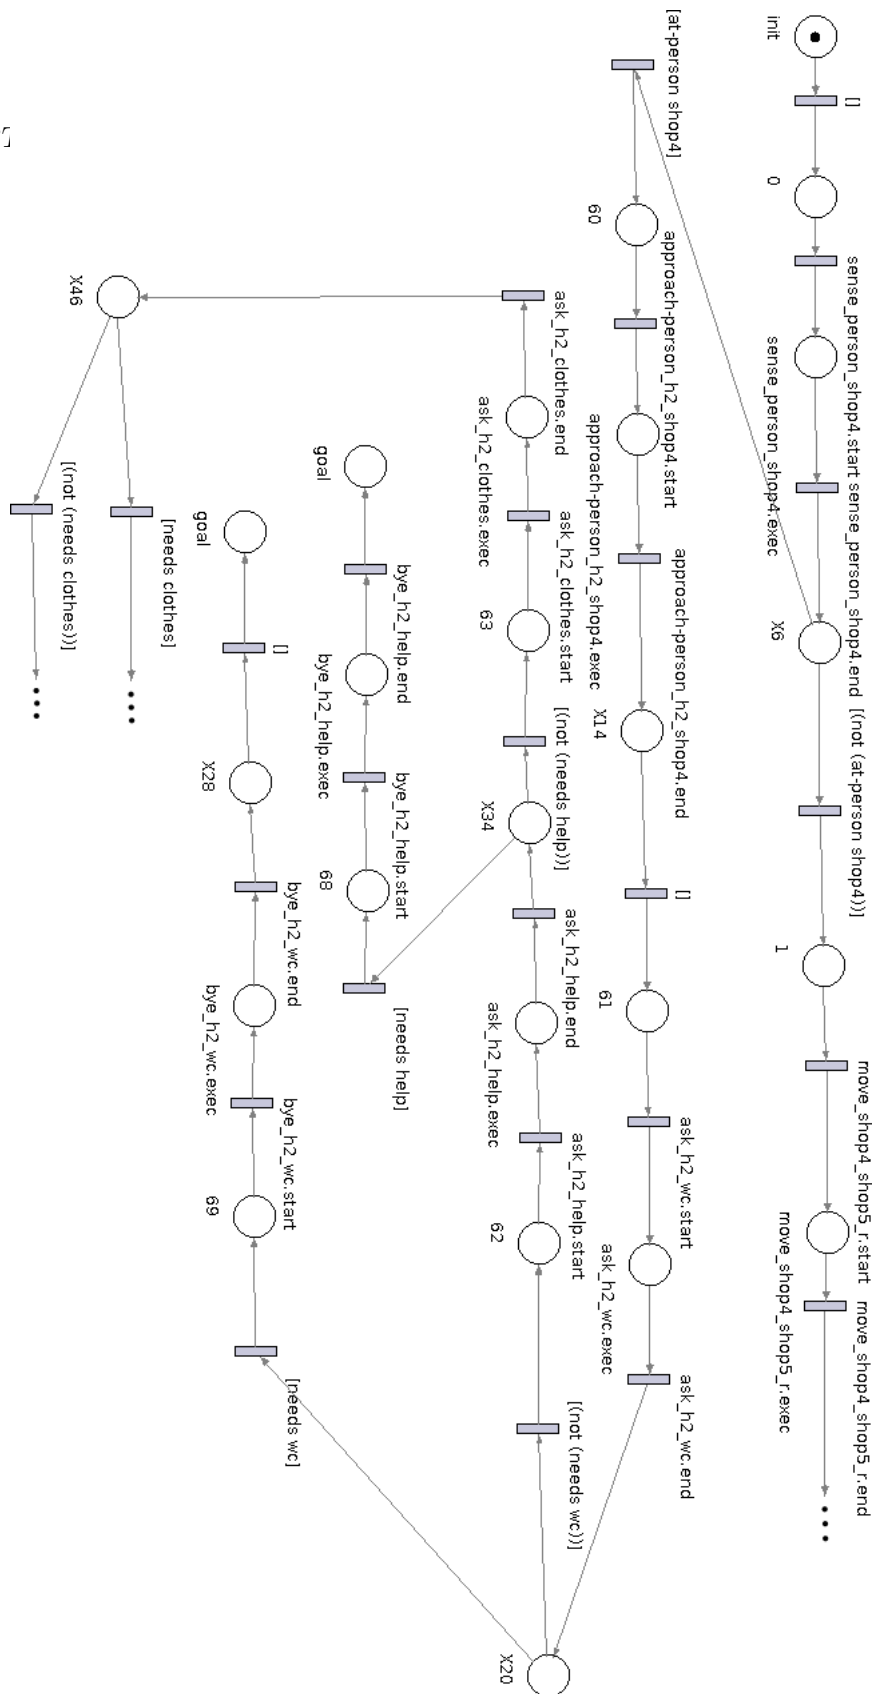 init
[]
0
sense_person_shop4.start
sense_person_shop4.exec
sense_person_shop4.end
X6
[(not (at-person shop4))]
1
move_shop4_shop5_r.start
move_shop4_shop5_r.exec
move_shop4_shop5_r.end
[at-person shop4]
60
approach-person_h2_shop4.start
approach-person_h2_shop4.exec
approach-person_h2_shop4.end
X14
[]
61
ask_h2_wc.start
ask_h2_wc.exec
ask_h2_wc.end
X20
[(not (needs wc))]
62
ask_h2_help.start
ask_h2_help.exec
ask_h2_help.end
X34
[(not (needs help))]
63
ask_h2_clothes.start
ask_h2_clothes.exec
ask_h2_clothes.end
[needs help]
68
bye_h2_help.start
bye_h2_help.exec
bye_h2_help.end
goal
[needs wc]
69
bye_h2_wc.start
bye_h2_wc.exec
bye_h2_wc.end
X28
[]
goal
X46
[needs clothes]
[(not (needs clothes))]